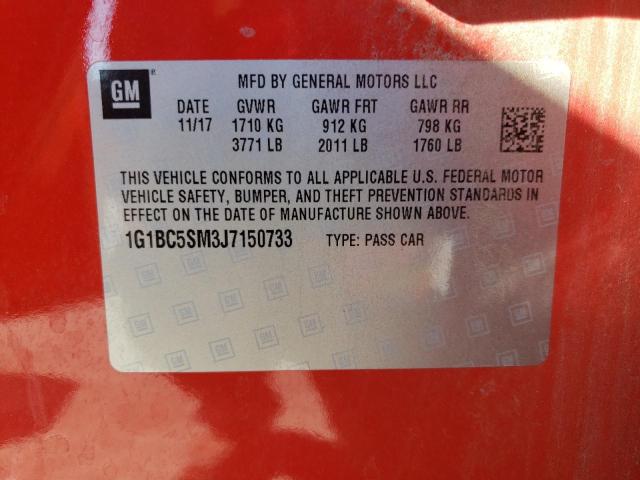 GM ®
MFD BY GENERAL MOTORS LLC
DATE GVWR GAWR FRT GAWR RR
11/17 1710 KG 912 KG 798 KG
3771 LB 2011 LB 1760 LB
THIS VEHICLE CONFORMS TO ALL APPLICABLE U.S. FEDERAL MOTOR
VEHICLE SAFETY, BUMPER, AND THEFT PREVENTION STANDARDS IN
EFFECT ON THE DATE OF MANUFACTURE SHOWN ABOVE.
1G1BC5SM3J7150733 TYPE: PASS CAR